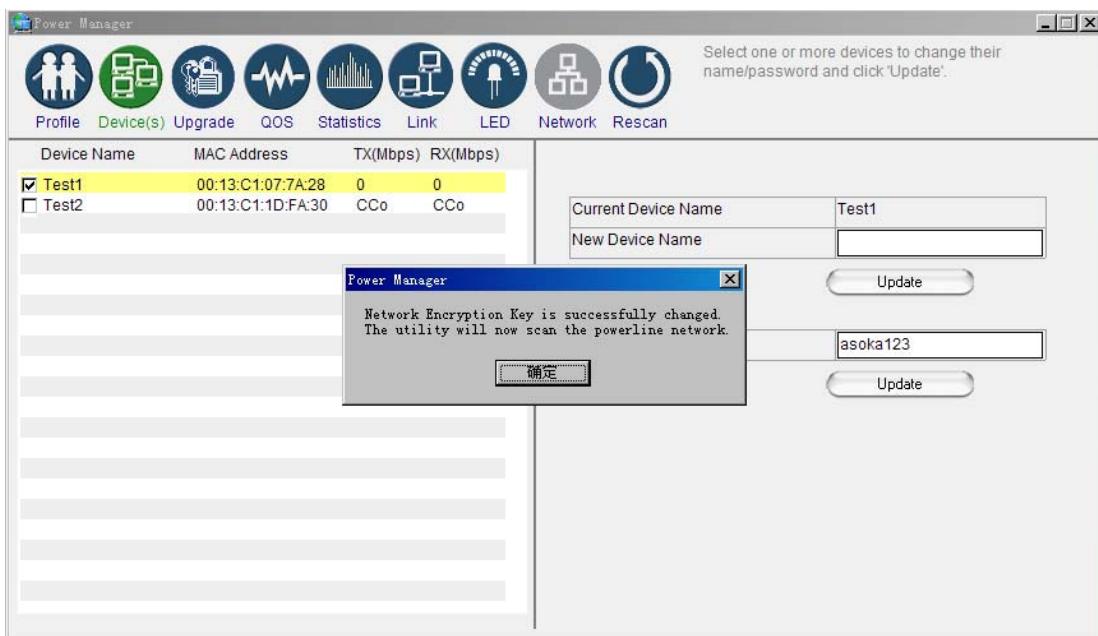 Power Manager
Select one or more devices to change their
name/password and click 'Update'.
Profile Device(s) Upgrade QOS Statistics Link LED Network Rescan
Device Name MAC Address TX(Mbps) RX(Mbps)
Test1 00:13:C1:07:7A:28 0 0
Test2 00:13:C1:1D:FA:30 CCo CCo
Current Device Name Test1
New Device Name
Update
Power Manager
Network Encryption Key is successfully changed.
The utility will now scan the powerline network.
确定
asoka123
Update